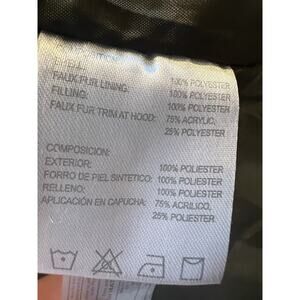 FAUX FUR LINING: 100% POLYESTER
FILLING: 100% POLYESTER
FAUX FUR TRIM AT HOOD: 75% ACRYLIC,
25% POLYESTER
COMPOSICION:
EXTERIOR: 100% POLIESTER
FORRO DE PIEL SINTETICO: 100% POLIESTER
RELLENO: 100% POLIESTER
APLICACIÓN EN CAPUCHA: 75% ACRILICO,
25% POLIESTER